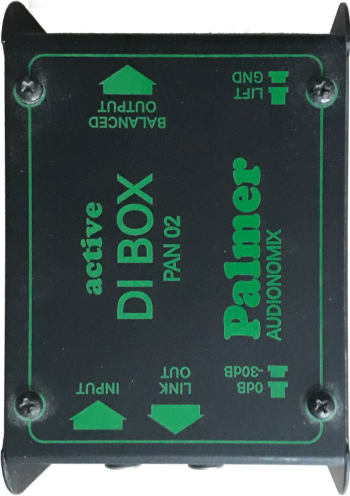 BALANCED
OUTPUT
LIFT
GND
active
DI BOX
PAN 02
Palmer
AUDIONOMIX
INPUT
LINK
OUT
0dB
-30dB